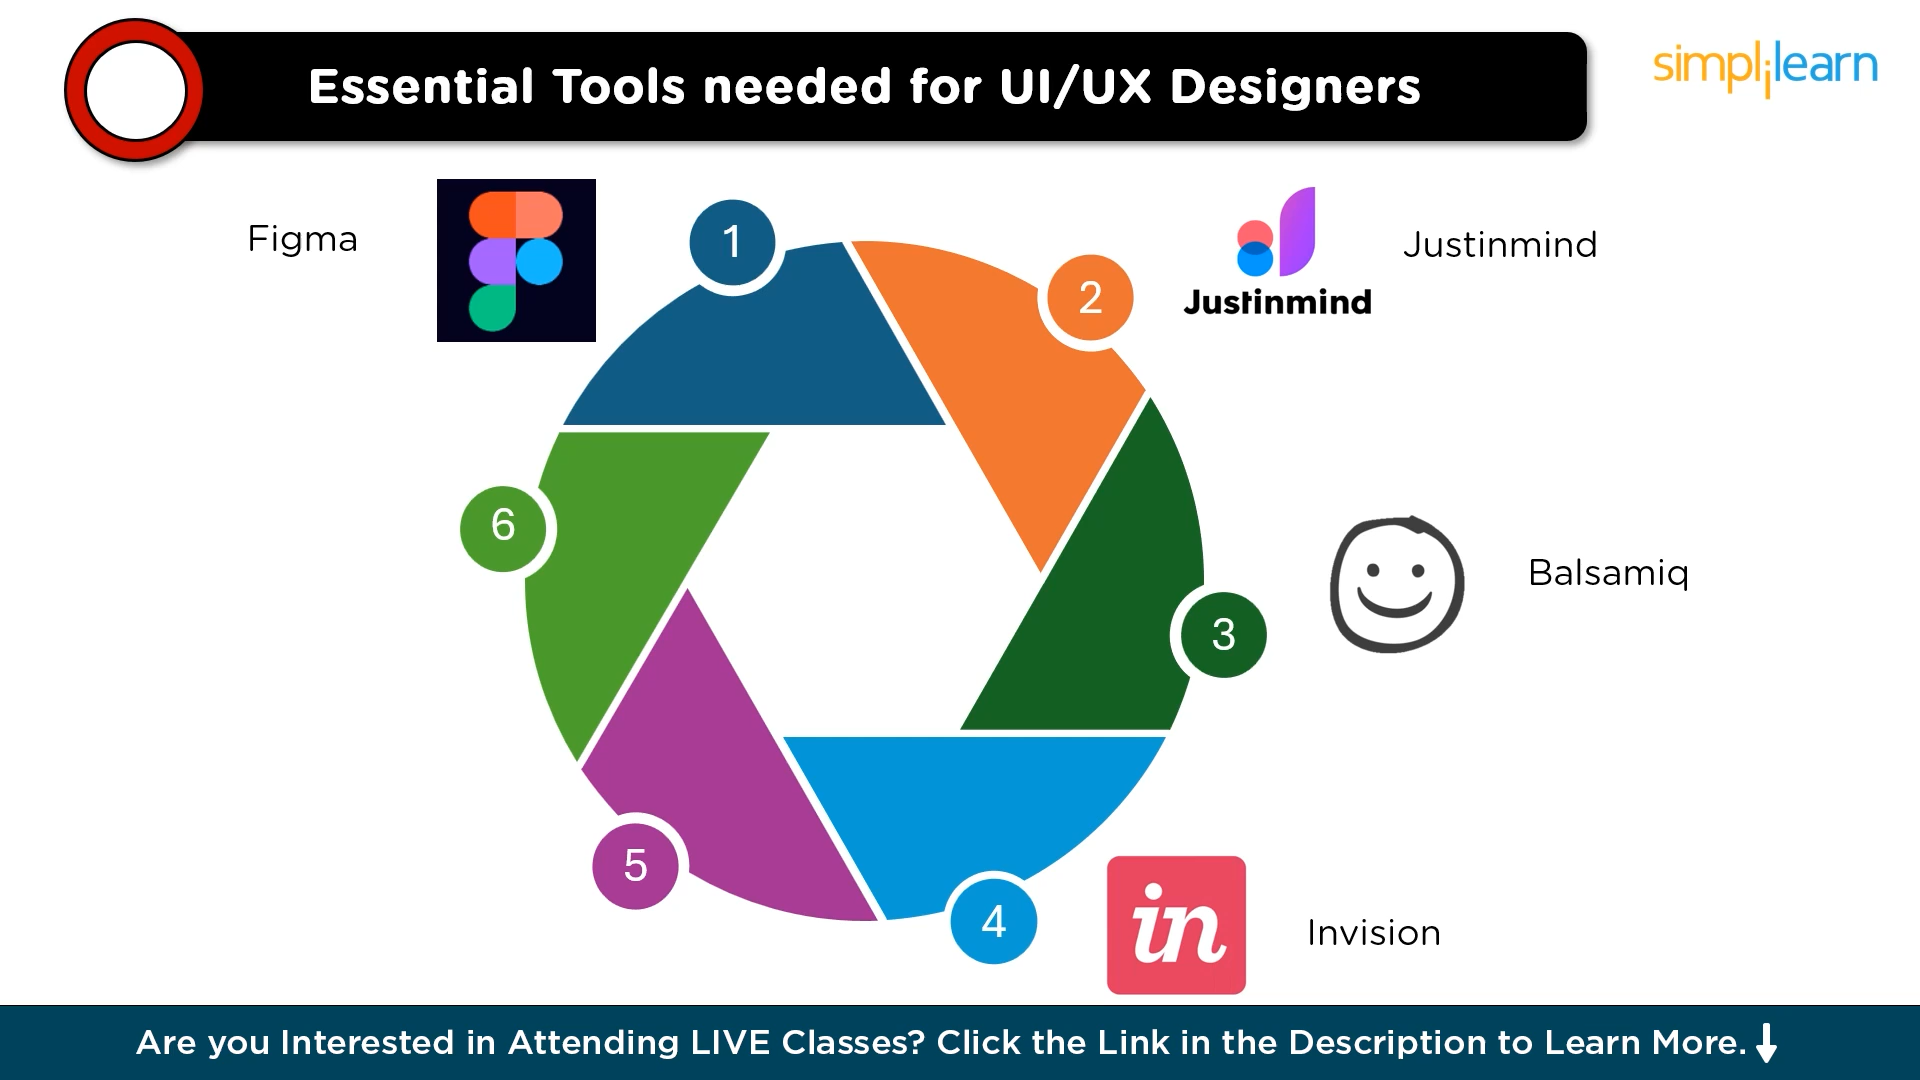 Essential Tools needed for UI/UX Designers
simplilearn
Figma
1
2
Justinmind
Justinmind
6
3
Balsamiq
5
4
in
Invision
Are you Interested in Attending LIVE Classes? Click the Link in the Description to Learn More.